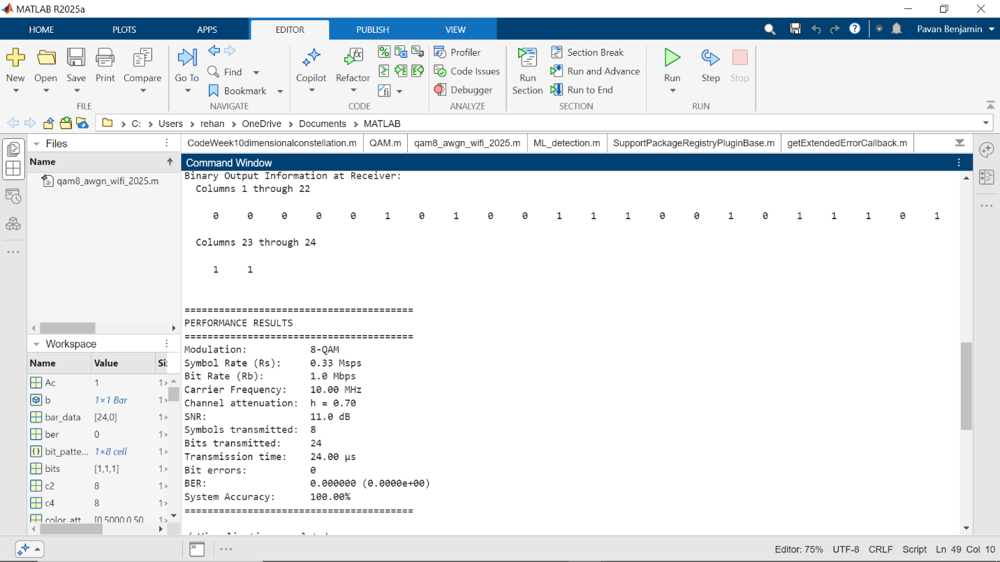 MATLAB R2025a
HOME PLOTS APPS EDITOR PUBLISH VIEW Pavan Benjamin
New Open Save Print Compare
FILE
Go To Find Bookmark
NAVIGATE
Copilot Refactor
CODE
Profiler
Code Issues
Debugger
ANALYZE
Run Section
Section Break
Run and Advance
Run to End
SECTION
Run Step Stop
RUN
C: Users rehan OneDrive Documents MATLAB
Files
Name
qam8_awgn_wifi_2025.m
CodeWeek10dimensionalconstellation.m QAM.m qam8_awgn_wifi_2025.m ML_detection.m SupportPackageRegistryPluginBase.m getExtendedErrorCallback.m
Command Window
Binary Output Information at Receiver:
Columns 1 through 22
0 0 0 0 0 1 0 1 0 0 1 1 1 0 0 1 0 1 1 1 0 1
Columns 23 through 24
1 1
========================================
PERFORMANCE RESULTS
========================================
Modulation: 8-QAM
Symbol Rate (Rs): 0.33 Msps
Bit Rate (Rb): 1.0 Mbps
Carrier Frequency: 10.00 MHz
Channel attenuation: h = 0.70
SNR: 11.0 dB
Symbols transmitted: 8
Bits transmitted: 24
Transmission time: 24.00 μs
Bit errors: 0
BER: 0.000000 (0.0000e+00)
System Accuracy: 100.00%
========================================
Workspace
Name Value
Ac 1 1
b 1×1 Bar 1
bar_data [24,0] 1
ber 0 1
bit_patte... 1×8 cell 1
bits [1,1,1] 1
c2 8 1
c4 8 1
Editor: 75% UTF-8 CRLF Script Ln 49 Col 10